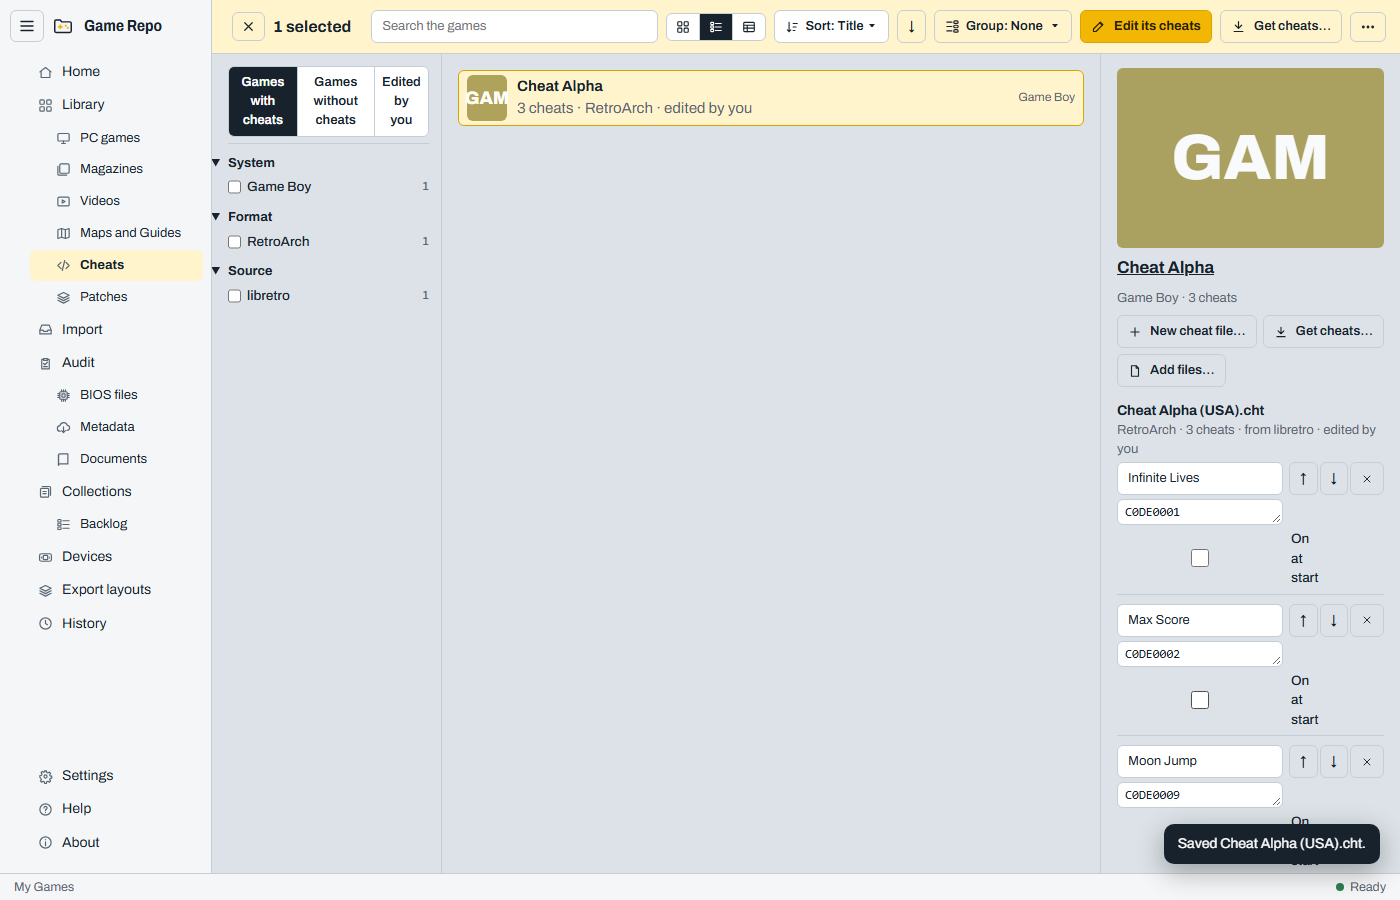 Game Repo
1 selected
Search the games
Sort: Title
Group: None
Edit its cheats
Get cheats...
Home
Library
PC games
Magazines
Videos
Maps and Guides
Cheats
Patches
Import
Audit
BIOS files
Metadata
Documents
Collections
Backlog
Devices
Export layouts
History
Settings
Help
About
Games with cheats
Games without cheats
Edited by you
System
Game Boy 1
Format
RetroArch 1
Source
libretro 1
GAM
Cheat Alpha
3 cheats · RetroArch · edited by you
Game Boy
GAM
Cheat Alpha
Game Boy · 3 cheats
New cheat file...
Get cheats...
Add files...
Cheat Alpha (USA).cht
RetroArch · 3 cheats · from libretro · edited by
you
Infinite Lives
C0DE0001
On
at
start
Max Score
C0DE0002
On
at
start
Moon Jump
C0DE0009
On
Saved Cheat Alpha (USA).cht.
My Games
Ready